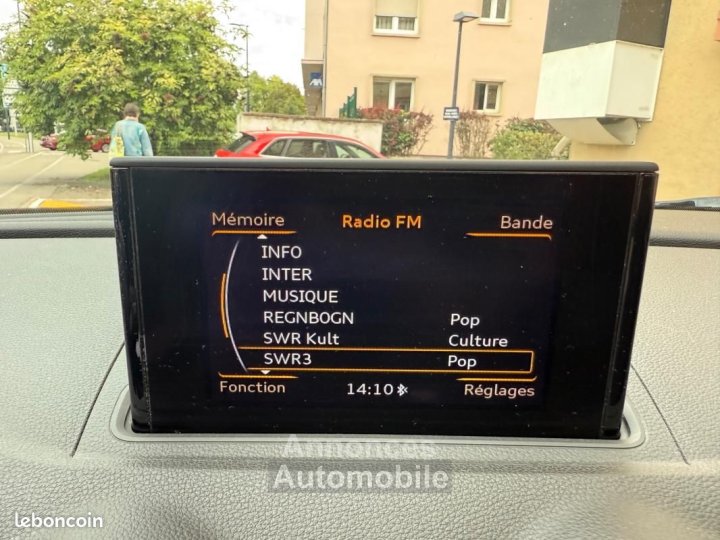 Mémoire Radio FM Bande
INFO
INTER
MUSIQUE
REGNBOGN Pop
SWR Kult Culture
SWR3 Pop
Fonction 14:10 Réglages
Annonces
Automobile
leboncoin
AXA